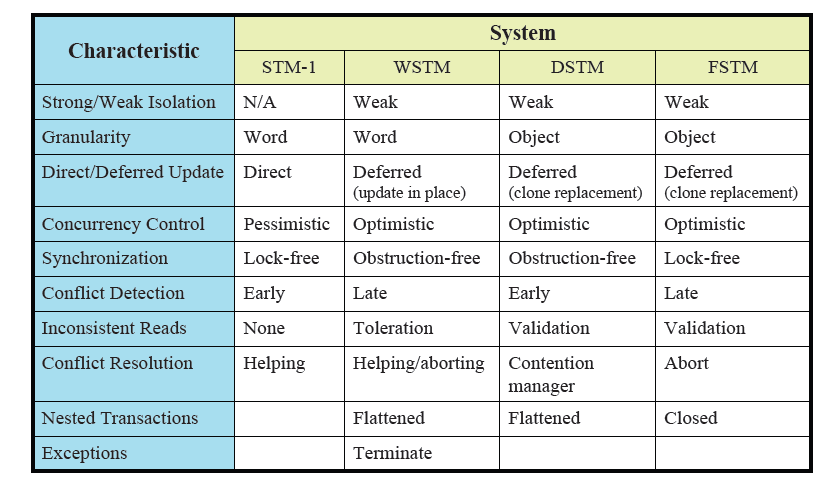 Characteristic
System
STM-1 WSTM DSTM FSTM
Strong/Weak Isolation N/A Weak Weak Weak
Granularity Word Word Object Object
Direct/Deferred Update Direct Deferred Deferred Deferred
(update in place) (clone replacement) (clone replacement)
Concurrency Control Pessimistic Optimistic Optimistic Optimistic
Synchronization Lock-free Obstruction-free Obstruction-free Lock-free
Conflict Detection Early Late Early Late
Inconsistent Reads None Toleration Validation Validation
Conflict Resolution Helping Helping/aborting Contention Abort
manager
Nested Transactions Flattened Flattened Closed
Exceptions Terminate